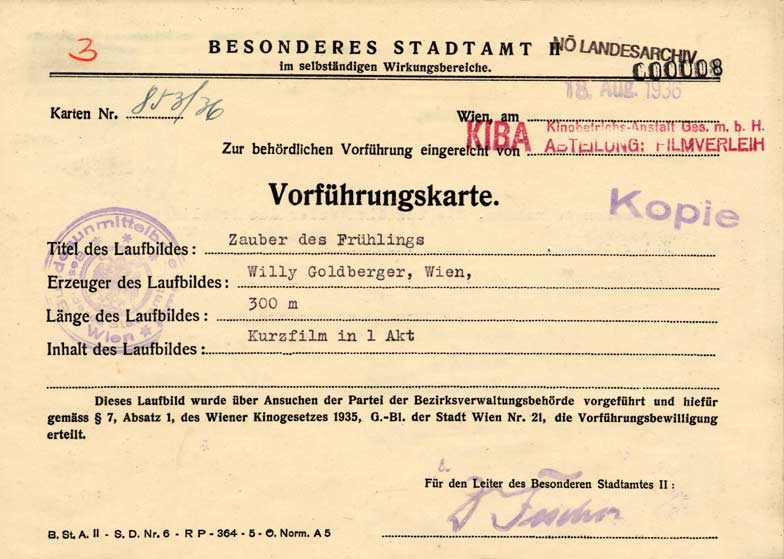 3
BESONDERES STADTAMT II
NÖ LANDESARCHIV
im selbständigen Wirkungsbereiche.
000008
18. Aug. 1936
Karten Nr. 853/36
Wien, am
KIBA Kinobetriebs-Anstalt Ges. m. b. H.
Zur behördlichen Vorführung eingereicht von
ABTEILUNG: FILMVERLEIH
Vorführungskarte.
Kopie
Titel des Laufbildes: Zauber des Frühlings
Erzeuger des Laufbildes: Willy Goldberger, Wien,
Länge des Laufbildes: 300 m
Inhalt des Laufbildes: Kurzfilm in 1 Akt
Wien
Dieses Laufbild wurde über Ansuchen der Partei der Bezirksverwaltungsbehörde vorgeführt und hiefür
gemäss § 7, Absatz 1, des Wiener Kinogesetzes 1935, G.-Bl. der Stadt Wien Nr. 21, die Vorführungsbewilligung
erteilt.
Für den Leiter des Besonderen Stadtamtes II:
B. St. A. II - S. D. Nr. 6 - R P - 364 - 5 - Ö. Norm. A 5